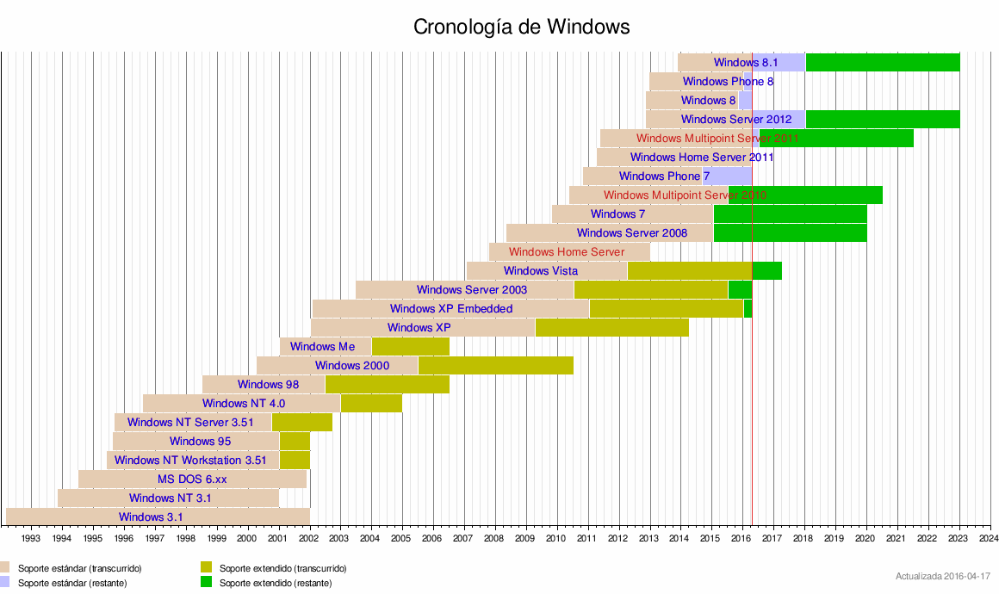 Cronología de Windows
Windows 8.1
Windows Phone 8
Windows 8
Windows Server 2012
Windows Multipoint Server 2011
Windows Home Server 2011
Windows Phone 7
Windows Multipoint Server 2010
Windows 7
Windows Server 2008
Windows Home Server
Windows Vista
Windows Server 2003
Windows XP Embedded
Windows XP
Windows Me
Windows 2000
Windows 98
Windows NT 4.0
Windows NT Server 3.51
Windows 95
Windows NT Workstation 3.51
MS DOS 6.xx
Windows NT 3.1
Windows 3.1
1993 1994 1995 1996 1997 1998 1999 2000 2001 2002 2003 2004 2005 2006 2007 2008 2009 2010 2011 2012 2013 2014 2015 2016 2017 2018 2019 2020 2021 2022 2023 2024
Soporte estándar (transcurrido) Soporte extendido (transcurrido)
Soporte estándar (restante) Soporte extendido (restante)
Actualizada 2016-04-17